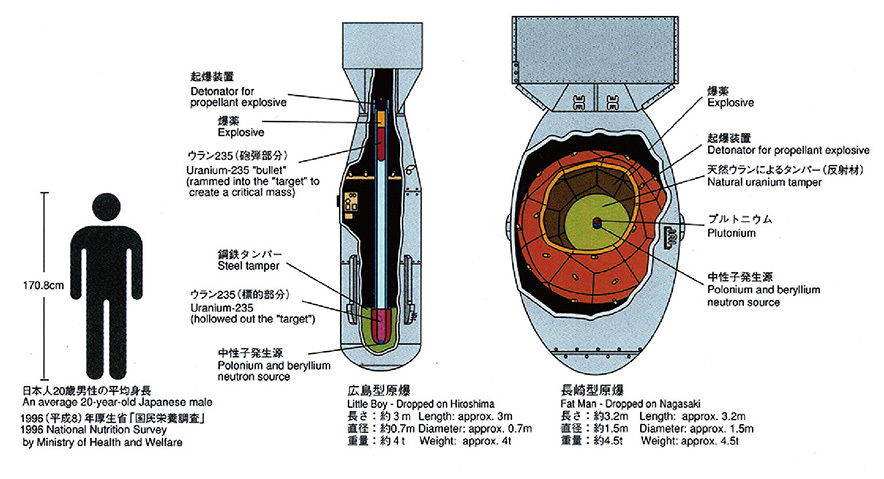 起爆装置
Detonator for
propellant explosive
爆薬
Explosive
ウラン235（砲弾部分）
Uranium-235 "bullet"
(rammed into the "target" to
create a critical mass)
鋼鉄タンパー
Steel tamper
ウラン235（標的部分）
Uranium-235
(hollowed out the "target")
中性子発生源
Polonium and beryllium
neutron source
170.8cm
日本人20歳男性の平均身長
An average 20-year-old Japanese male
1996（平成8）年厚生省「国民栄養調査」
1996 National Nutrition Survey
by Ministry of Health and Welfare
広島型原爆
Little Boy - Dropped on Hiroshima
長さ：約3m Length: approx. 3m
直径：約0.7m Diameter: approx. 0.7m
重量：約4t Weight: approx. 4t
爆薬
Explosive
起爆装置
Detonator for propellant explosive
天然ウランによるタンパー（反射材）
Natural uranium tamper
プルトニウム
Plutonium
中性子発生源
Polonium and beryllium
neutron source
長崎型原爆
Fat Man - Dropped on Nagasaki
長さ：約3.2m Length: approx. 3.2m
直径：約1.5m Diameter: approx. 1.5m
重量：約4.5t Weight: approx. 4.5t